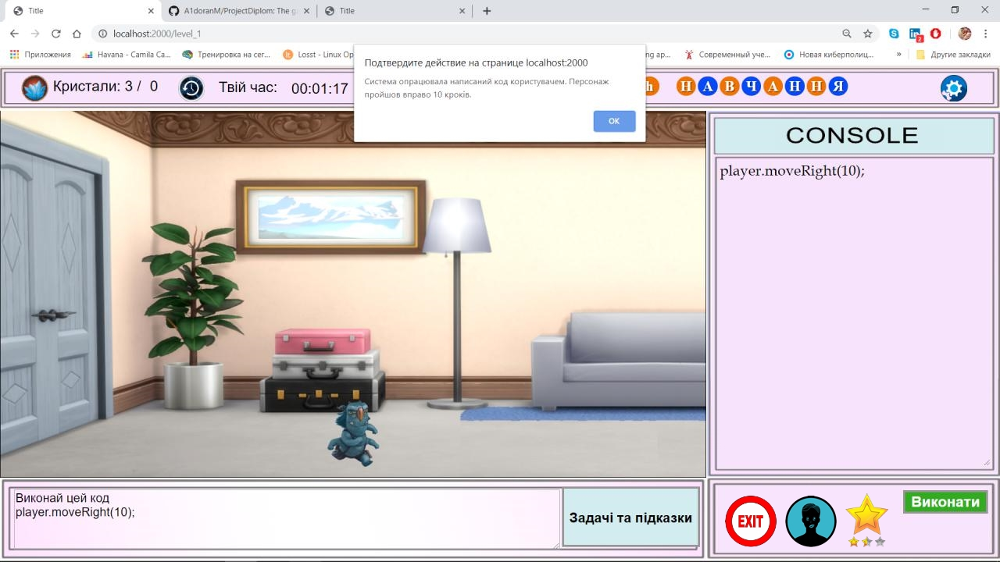 Title
A1doranM/ProjectDiplom: The ga
Title
localhost:2000/level_1
2
Приложения
Havana - Camila Ca...
Тренировка на сег...
Losst - Linux Op
ng ap...
Современный уче...
Новая киберполиц...
»
Другие закладки
Подтвердите действие на странице localhost:2000
Система опрацювала написаний код користувачем. Персонаж
пройшов вправо 10 кроків.
OK
Кристали: 3 / 0
Твій час: 00:01:17
h НАВЧАННЯ
CONSOLE
player.moveRight(10);
Виконай цей код
player.moveRight(10);
Задачі та підказки
EXIT
Виконати